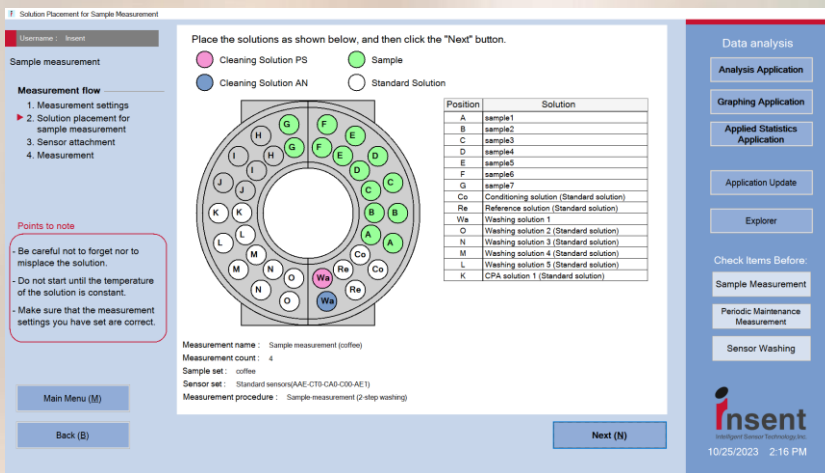 Solution Placement for Sample Measurement
Username : Insent
Sample measurement
Measurement flow
1. Measurement settings
2. Solution placement for
sample measurement
3. Sensor attachment
4. Measurement
Points to note
- Be careful not to forget nor to
misplace the solution.
- Do not start until the temperature
of the solution is constant.
- Make sure that the measurement
settings you have set are correct.
Main Menu (M)
Back (B)
Place the solutions as shown below, and then click the "Next" button.
Cleaning Solution PS
Sample
Cleaning Solution AN
Standard Solution
G F
H E
G F
I H E D
I D
J C
J C
K K B B
L A
L A
M Co
M N O Wa Re Co
N Re
O Wa
Position Solution
A sample1
B sample2
C sample3
D sample4
E sample5
F sample6
G sample7
Co Conditioning solution (Standard solution)
Re Reference solution (Standard solution)
Wa Washing solution 1
O Washing solution 2 (Standard solution)
N Washing solution 3 (Standard solution)
M Washing solution 4 (Standard solution)
L Washing solution 5 (Standard solution)
K CPA solution 1 (Standard solution)
Measurement name : Sample measurement (coffee)
Measurement count : 4
Sample set : coffee
Sensor set : Standard sensors(AAE-CT0-CA0-C00-AE1)
Measurement procedure : Sample-measurement (2-step washing)
Next (N)
Data analysis
Analysis Application
Graphing Application
Applied Statistics
Application
Application Update
Explorer
Check Items Before:
Sample Measurement
Periodic Maintenance
Measurement
Sensor Washing
insent
Intelligent Sensor Technology,Inc.
10/25/2023 2:16 PM